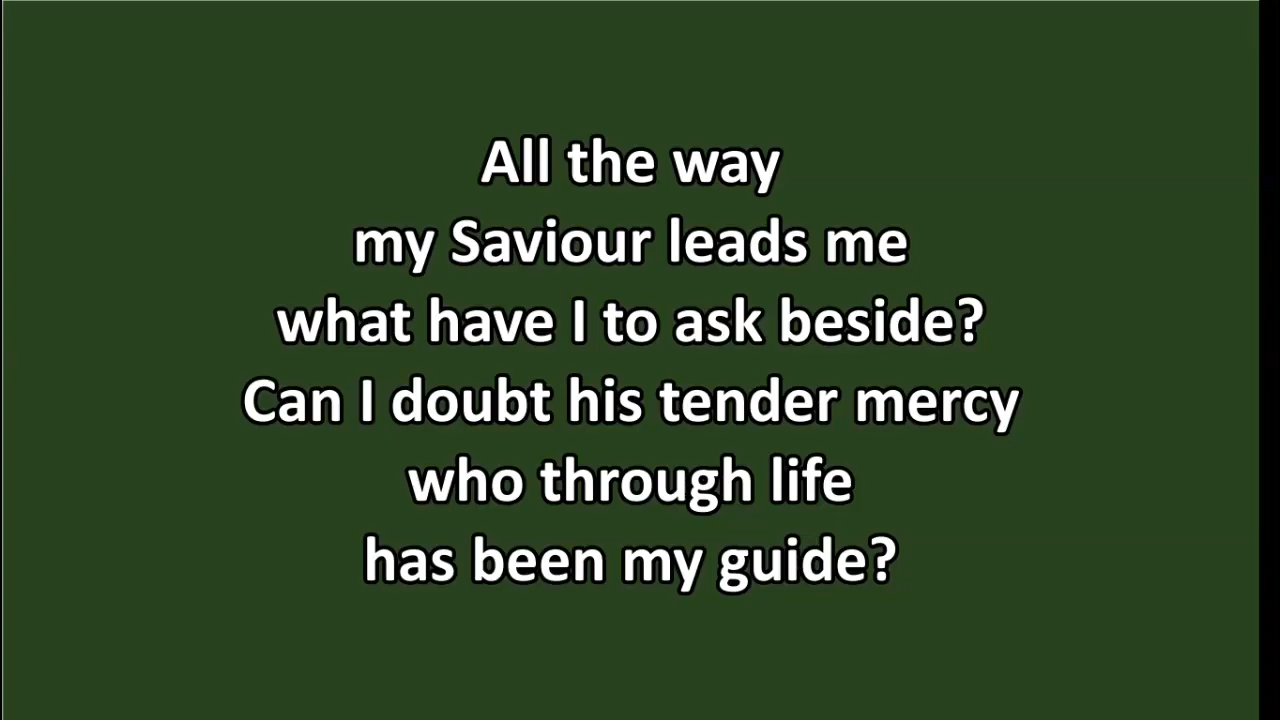 All the way
my Saviour leads me
what have I to ask beside?
Can I doubt his tender mercy
who through life
has been my guide?